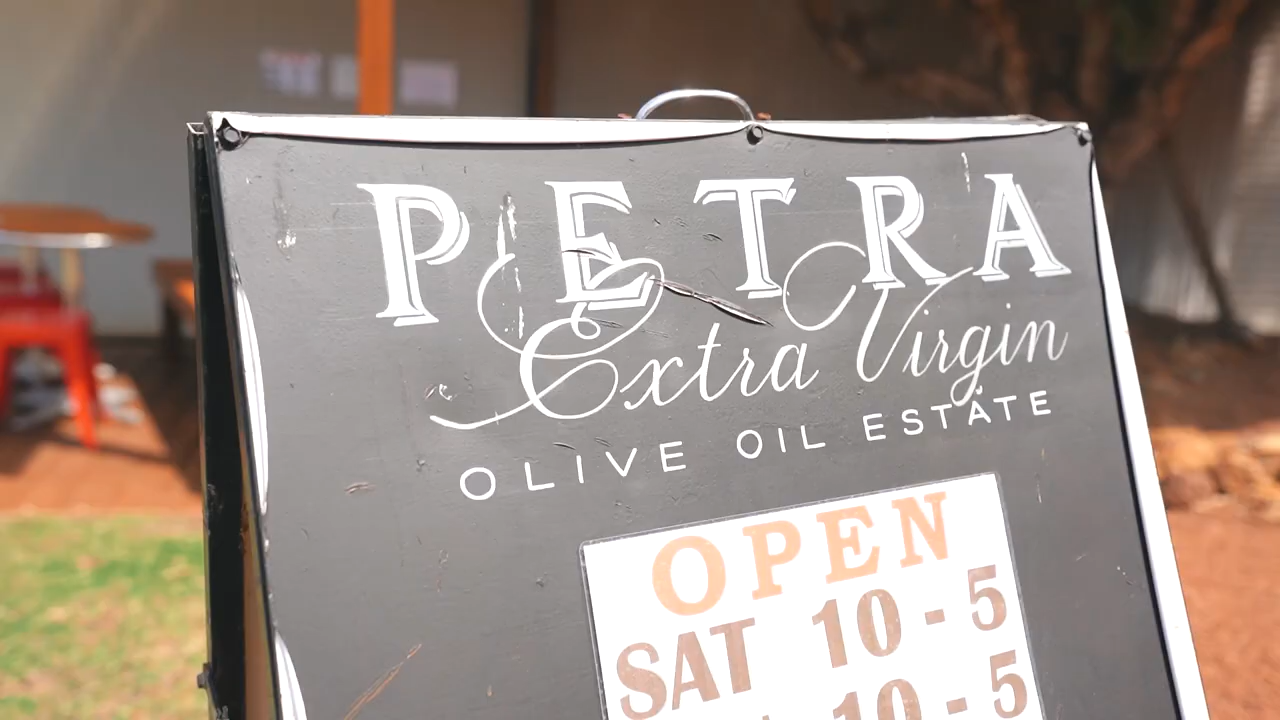 PETRA
Extra Virgin
OLIVE OIL ESTATE
OPEN
SAT 10 - 5
10 - 5